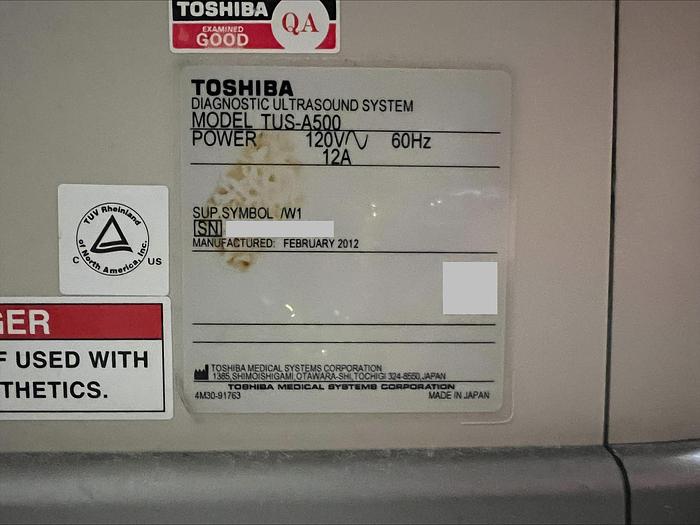 TOSHIBA
EXAMINED
GOOD
QA
TOSHIBA
DIAGNOSTIC ULTRASOUND SYSTEM
MODEL TUS-A500
POWER 120V 60Hz
12A
SUP.SYMBOL /W1
SN
MANUFACTURED: FEBRUARY 2012
TOSHIBA MEDICAL SYSTEMS CORPORATION
1385, SHIMOISHIGAMI, OTAWARA-SHI, TOCHIGI 324-8550, JAPAN
TOSHIBA MEDICAL SYSTEMS CORPORATION
4M30-91763 MADE IN JAPAN
TÜV Rheinland
of North America, Inc.
C US
GER
F USED WITH
THETICS.